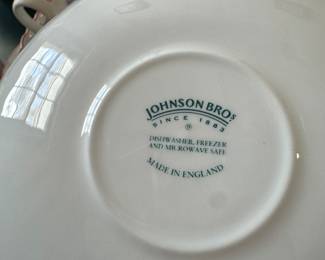 JOHNSON BROS
SINCE 1883
®
DISHWASHER, FREEZER
AND MICROWAVE SAFE
MADE IN ENGLAND